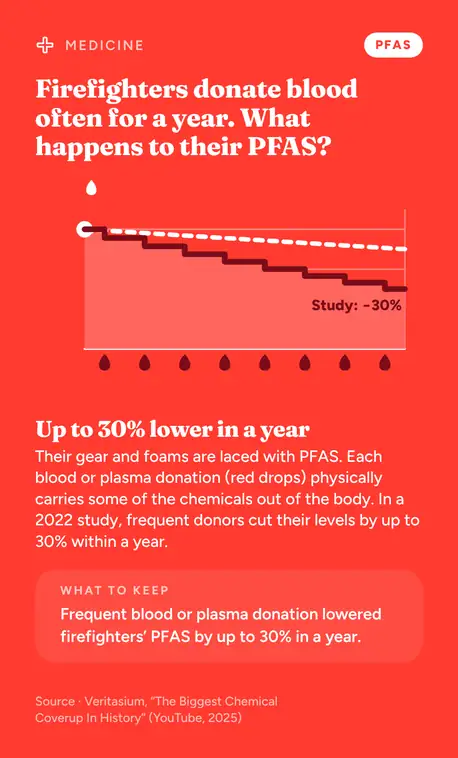 MEDICINE
PFAS
Firefighters donate blood
often for a year. What
happens to their PFAS?
Study: −30%
Up to 30% lower in a year
Their gear and foams are laced with PFAS. Each
blood or plasma donation (red drops) physically
carries some of the chemicals out of the body. In a
2022 study, frequent donors cut their levels by up to
30% within a year.
WHAT TO KEEP
Frequent blood or plasma donation lowered
firefighters’ PFAS by up to 30% in a year.
Source · Veritasium, “The Biggest Chemical
Coverup In History” (YouTube, 2025)